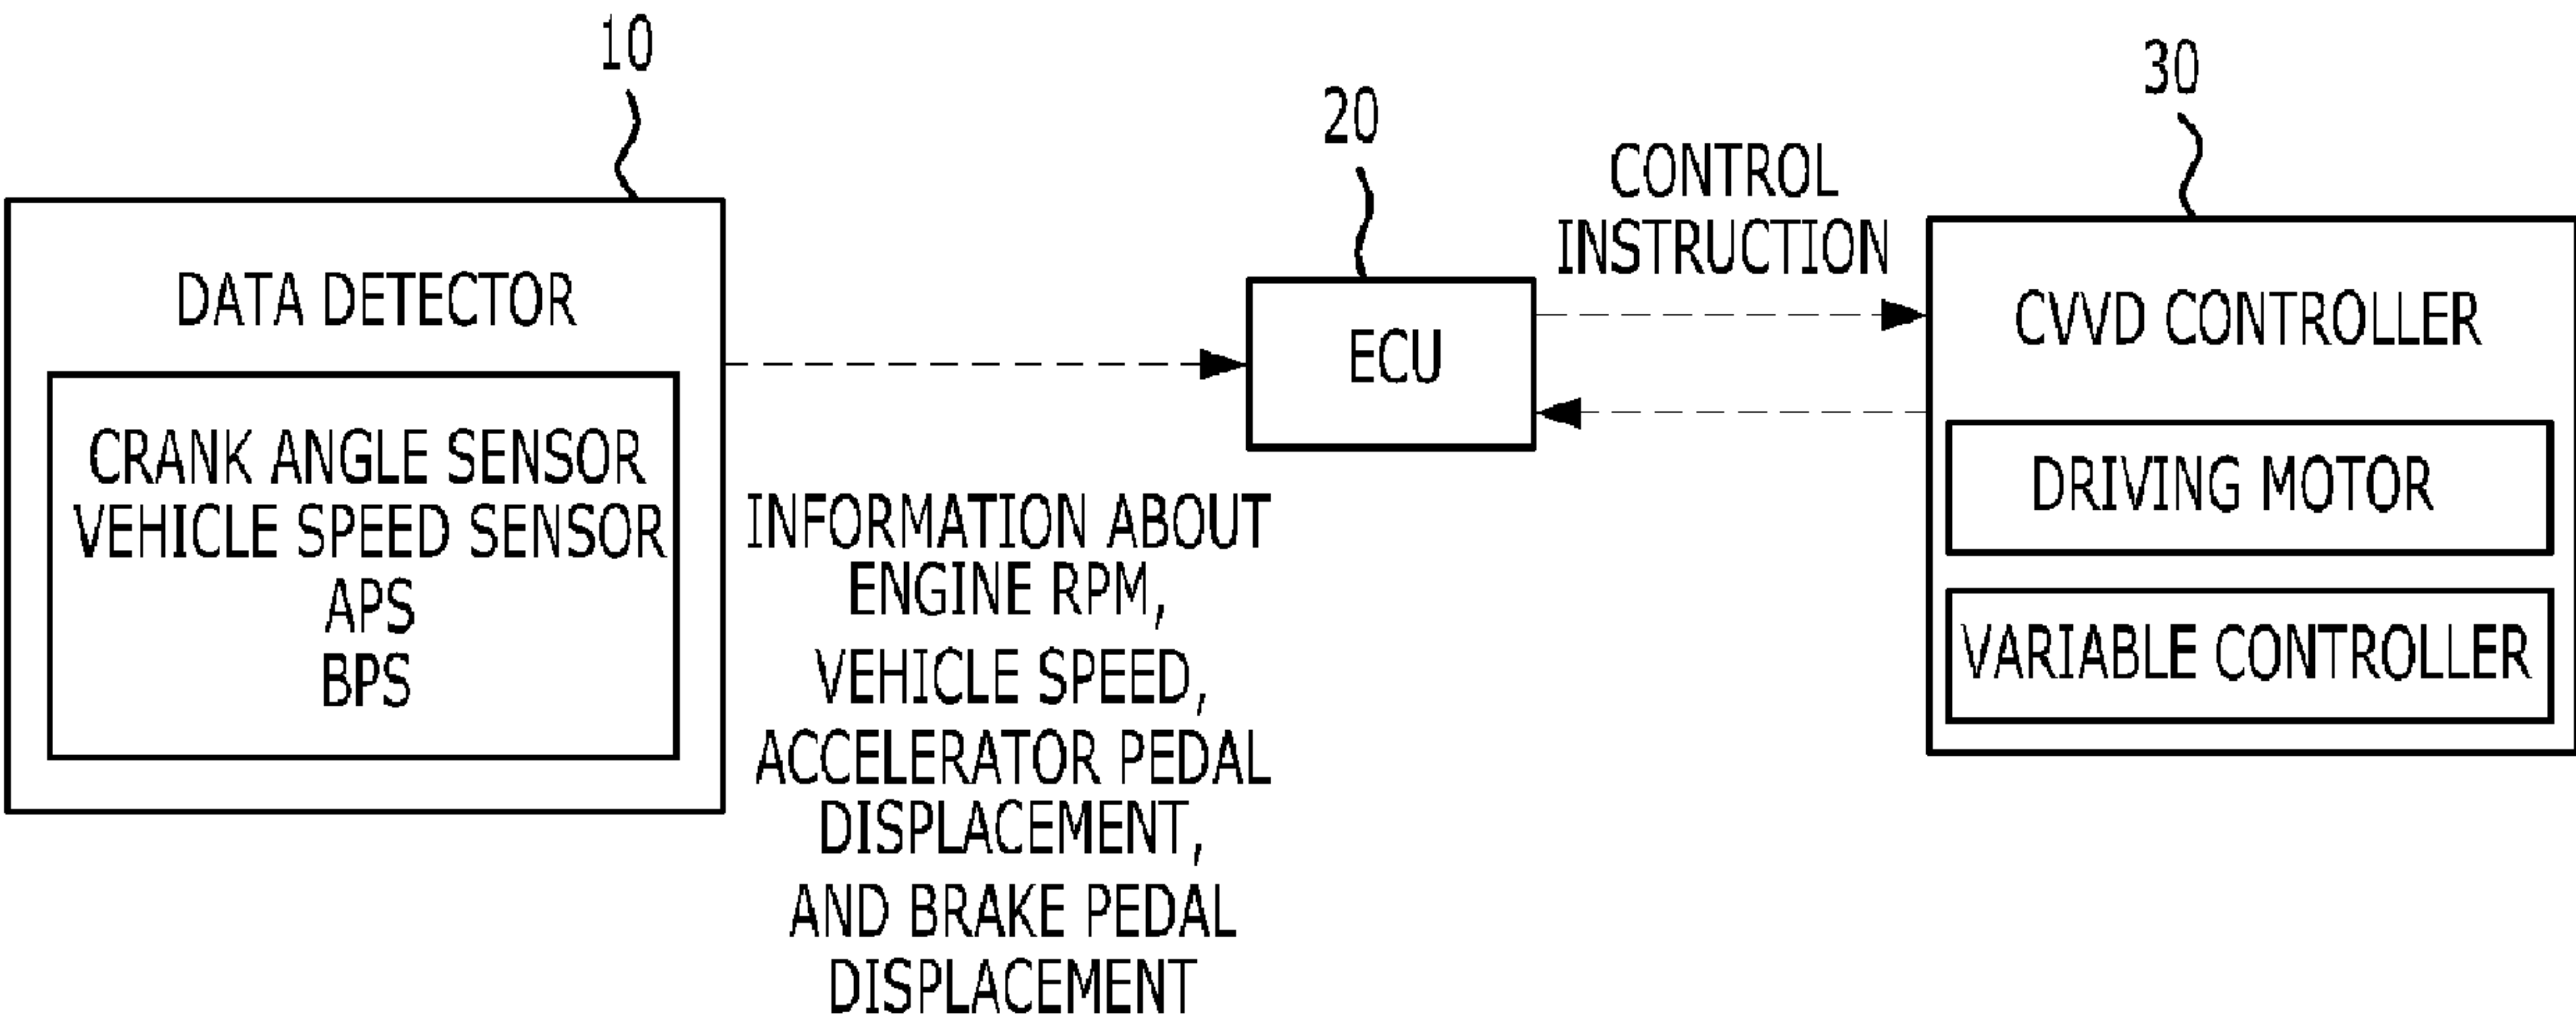 10
DATA DETECTOR
CRANK ANGLE SENSOR
VEHICLE SPEED SENSOR
APS
BPS
INFORMATION ABOUT
ENGINE RPM,
VEHICLE SPEED,
ACCELERATOR PEDAL
DISPLACEMENT,
AND BRAKE PEDAL
DISPLACEMENT
20
ECU
CONTROL
INSTRUCTION
30
CVVD CONTROLLER
DRIVING MOTOR
VARIABLE CONTROLLER